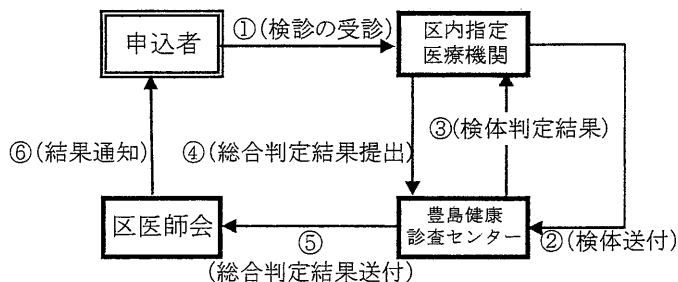 申込者
①(検診の受診)
区内指定
医療機関
⑥(結果通知)
④(総合判定結果提出)
③(検体判定結果)
区医師会
⑤
(総合判定結果送付)
豊島健康
診査センター
②(検体送付)